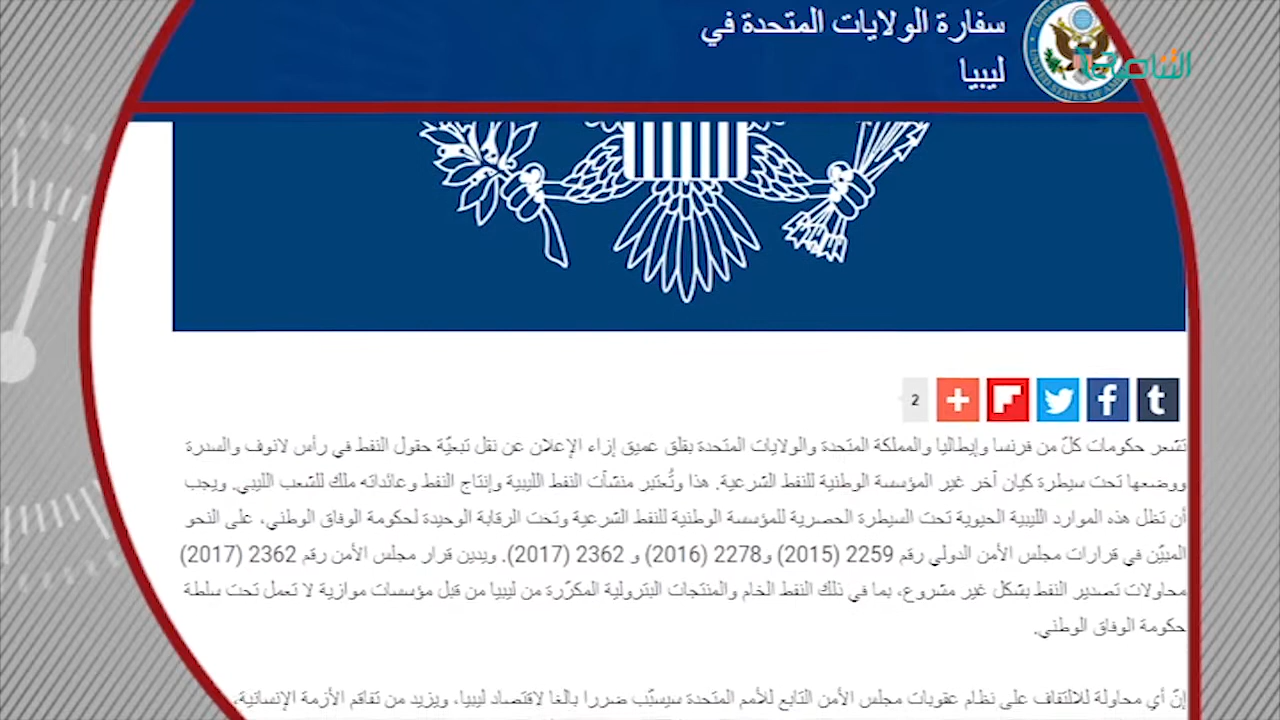 سفارة الولايات المتحدة في
ليبيا
التناصح
2
تشعر حكومات كلّ من فرنسا وإيطاليا والمملكة المتحدة والولايات المتحدة بقلق عميق إزاء الإعلان عن نقل تبعيّة حقول النفط في رأس لانوف والسدرة
ووضعها تحت سيطرة كيان آخر غير المؤسسة الوطنية للنفط الشرعية. هذا وتُعتبر منشآت النفط الليبية وإنتاج النفط وعائداته ملك للشعب الليبي. ويجب
أن تظل هذه الموارد الليبية الحيوية تحت السيطرة الحصرية للمؤسسة الوطنية للنفط الشرعية وتحت الرقابة الوحيدة لحكومة الوفاق الوطني، على النحو
المبيّن في قرارات مجلس الأمن الدولي رقم 2259 (2015) و2278 (2016) و 2362 (2017). ويدين قرار مجلس الأمن رقم 2362 (2017)
محاولات تصدير النفط بشكل غير مشروع، بما في ذلك النفط الخام والمنتجات البترولية المكرّرة من ليبيا من قبل مؤسسات موازية لا تعمل تحت سلطة
حكومة الوفاق الوطني.
إنّ أي محاولة للالتفاف على نظام عقوبات مجلس الأمن التابع للأمم المتحدة سيسبّب ضررا بالغا لاقتصاد ليبيا، ويزيد من تفاقم الأزمة الإنسانية،